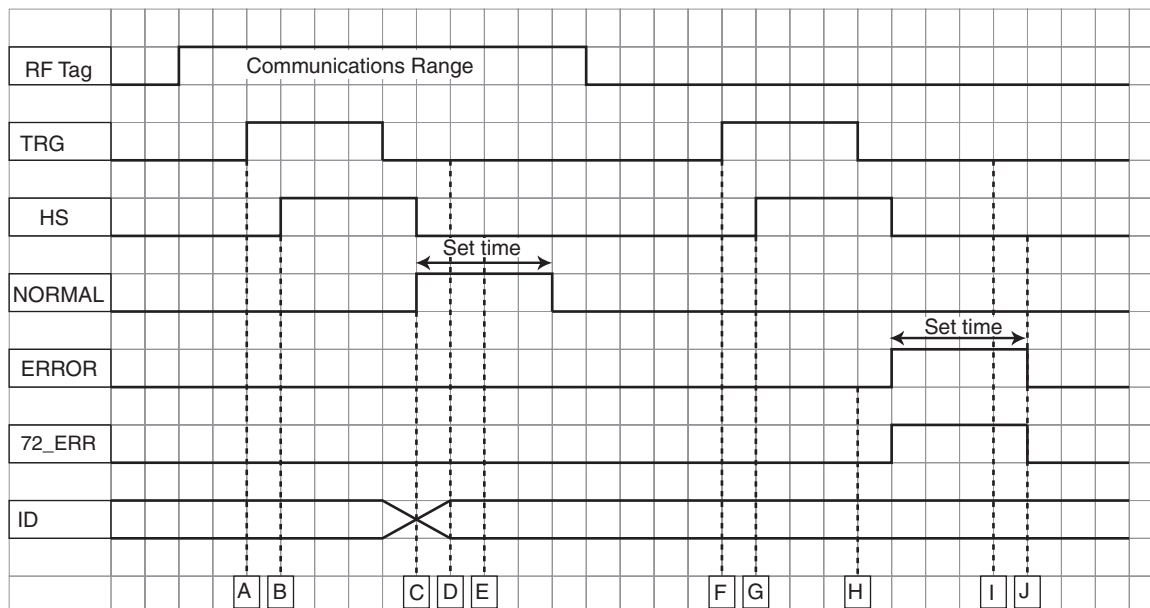 RF Tag
Communications Range
TRG
HS
Set time
NORMAL
Set time
ERROR
72_ERR
ID
A B C D E F G H I J